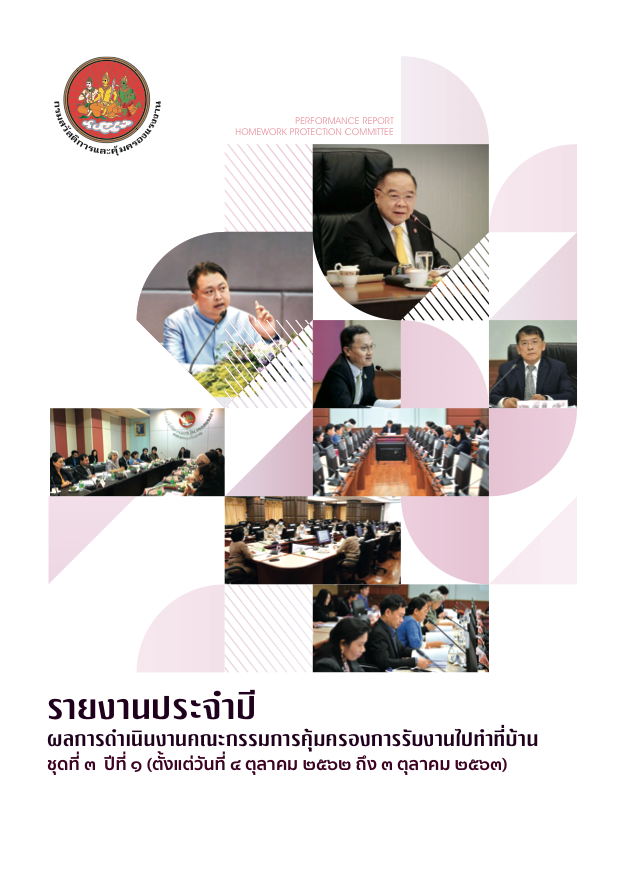 กรมสวัสดิการและคุ้มครองแรงงาน
PERFORMANCE REPORT
HOMEWORK PROTECTION COMMITTEE
รายงานประจำปี
ผลการดำเนินงานคณะกรรมการคุ้มครองการรับงานไปทำที่บ้าน
ชุดที่ ๓ ปีที่ ๑ (ตั้งแต่วันที่ ๔ ตุลาคม ๒๕๖๒ ถึง ๓ ตุลาคม ๒๕๖๓)